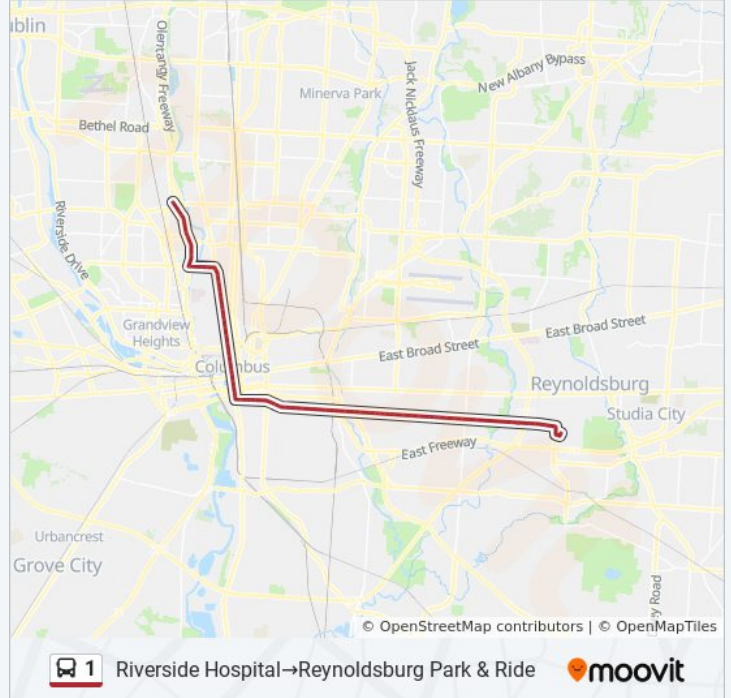 blin
Olentangy Freeway
New Albany Bypass
Jack Nicklaus Freeway
Minerva Park
Bethel Road
Riverside Drive
Grandview
Heights
East Broad Street
East Broad Street
Columbus
Reynoldsburg
Studia City
East Freeway
Urbancrest
Grove City
ey Road
© OpenStreetMap contributors | © OpenMapTiles
1 Riverside Hospital→Reynoldsburg Park & Ride moovit